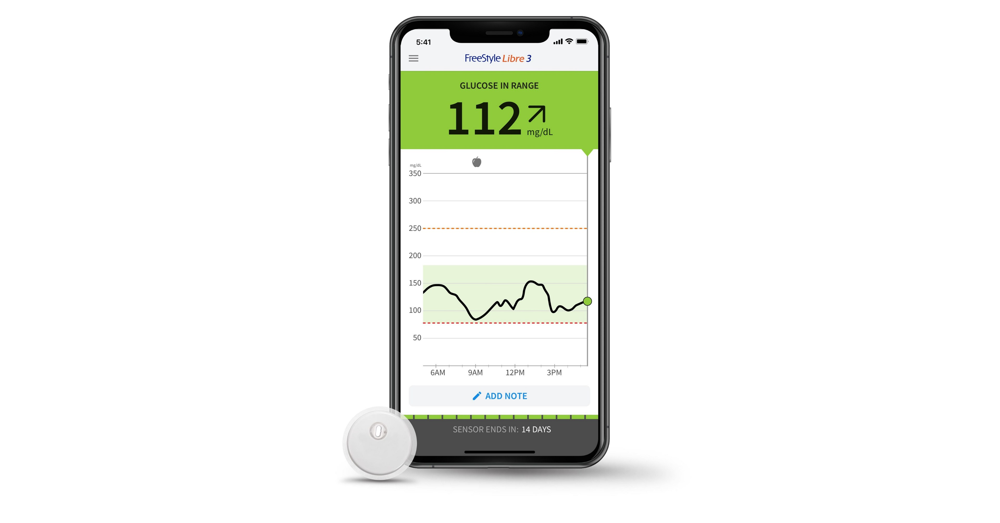 5:41
FreeStyle Libre 3
GLUCOSE IN RANGE
112
mg/dL
mg/dL
350
300
250
200
150
100
50
6AM 9AM 12PM 3PM
ADD NOTE
SENSOR ENDS IN: 14 DAYS